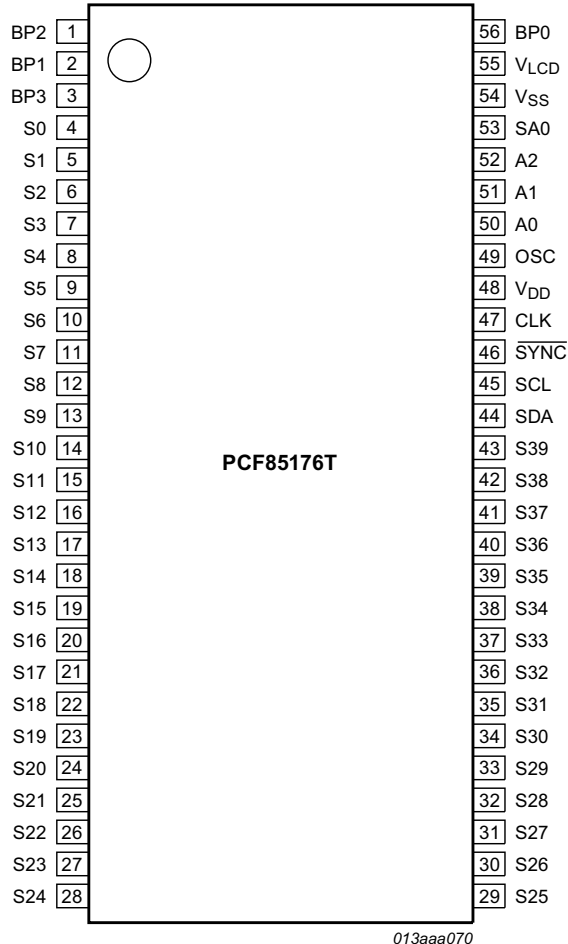 BP2 1 56 BP0
BP1 2 55 VLCD
BP3 3 54 VSS
S0 4 53 SA0
S1 5 52 A2
S2 6 51 A1
S3 7 50 A0
S4 8 49 OSC
S5 9 48 VDD
S6 10 47 CLK
S7 11 46 SYNC
S8 12 45 SCL
S9 13 44 SDA
S10 14 43 S39
S11 15 42 S38
PCF85176T
S12 16 41 S37
S13 17 40 S36
S14 18 39 S35
S15 19 38 S34
S16 20 37 S33
S17 21 36 S32
S18 22 35 S31
S19 23 34 S30
S20 24 33 S29
S21 25 32 S28
S22 26 31 S27
S23 27 30 S26
S24 28 29 S25
013aaa070